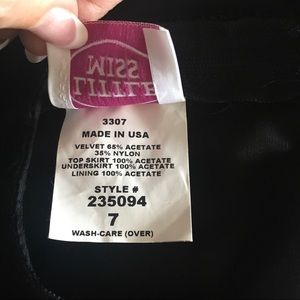 LITTLE
MISS
3307
MADE IN USA
VELVET 65% ACETATE
35% NYLON
TOP SKIRT 100% ACETATE
UNDERSKIRT 100% ACETATE
LINING 100% ACETATE
STYLE #
235094
7
WASH-CARE (OVER)